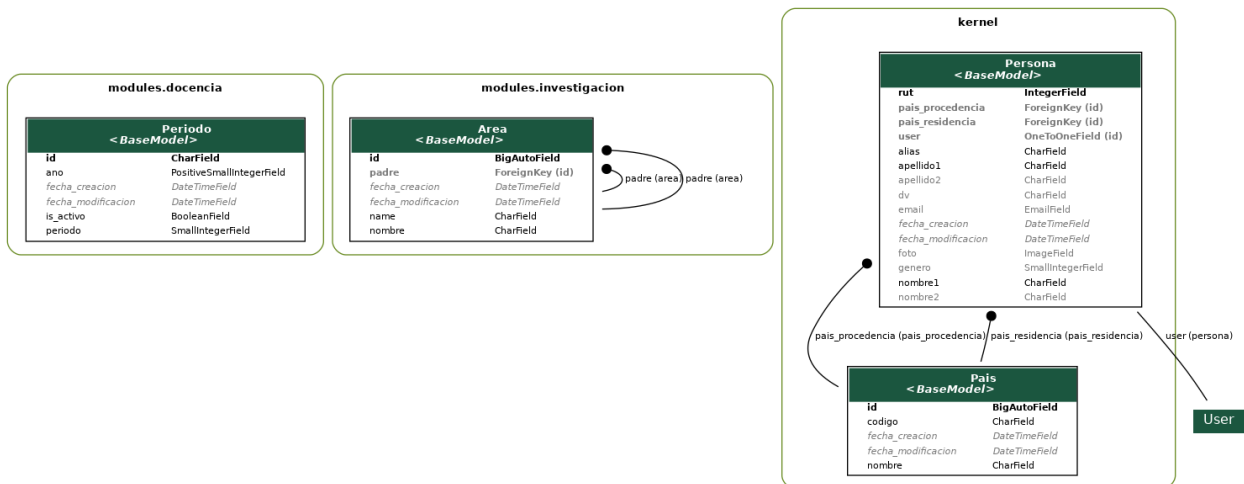 modules.docencia
Periodo
<BaseModel>
id CharField
ano PositiveSmallIntegerField
fecha_creacion DateTimeField
fecha_modificacion DateTimeField
is_activo BooleanField
periodo SmallIntegerField
modules.investigacion
Area
<BaseModel>
id BigAutoField
padre ForeignKey (id)
fecha_creacion DateTimeField
fecha_modificacion DateTimeField
name CharField
nombre CharField
padre (area) padre (area)
kernel
Persona
<BaseModel>
rut IntegerField
pais_procedencia ForeignKey (id)
pais_residencia ForeignKey (id)
user OneToOneField (id)
alias CharField
apellido1 CharField
apellido2 CharField
dv CharField
email EmailField
fecha_creacion DateTimeField
fecha_modificacion DateTimeField
foto ImageField
genero SmallIntegerField
nombre1 CharField
nombre2 CharField
pais_procedencia (pais_procedencia) pais_residencia (pais_residencia) user (persona)
Pais
<BaseModel>
id BigAutoField
codigo CharField
fecha_creacion DateTimeField
fecha_modificacion DateTimeField
nombre CharField
User